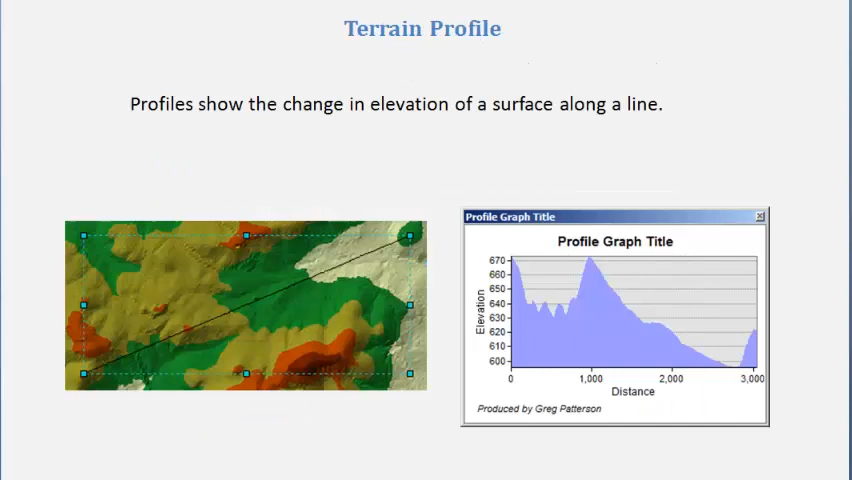 Terrain Profile
Profiles show the change in elevation of a surface along a line.
Profile Graph Title
Profile Graph Title
Elevation
670
660
650
640
630
620
610
600
0 1,000 2,000 3,000
Distance
Produced by Greg Patterson